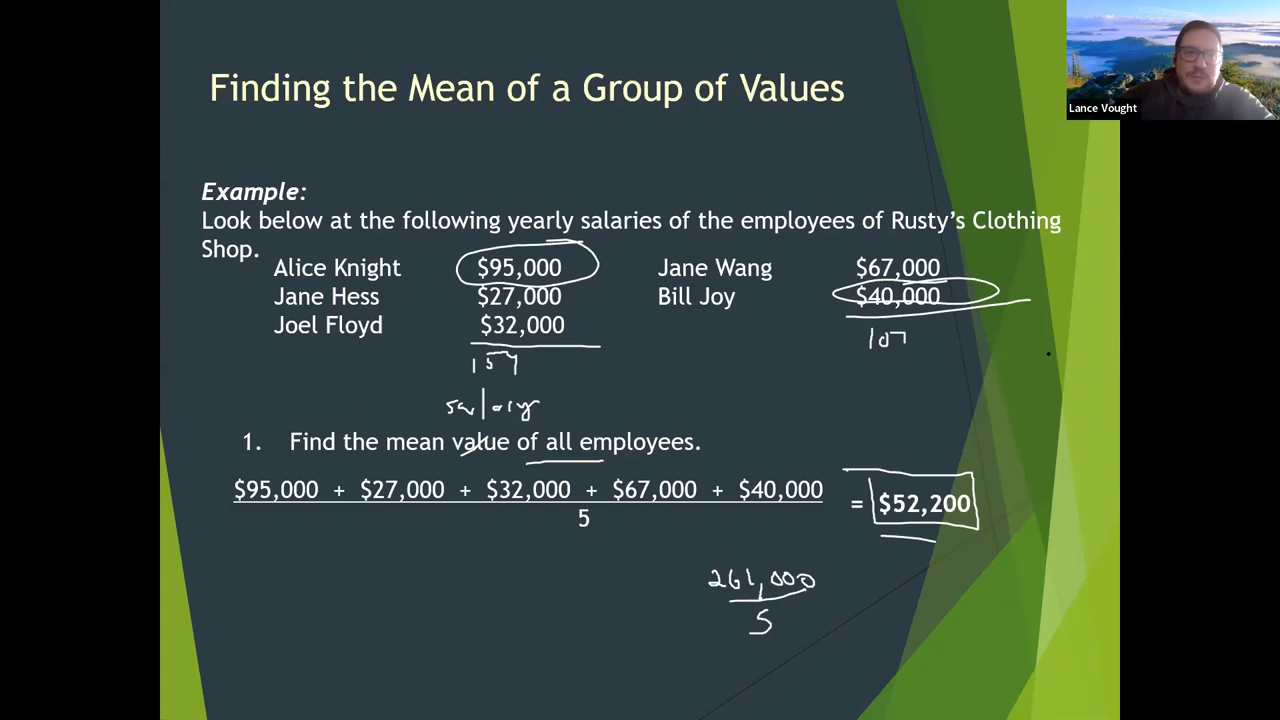 Lance Vought
Finding the Mean of a Group of Values
Example:
Look below at the following yearly salaries of the employees of Rusty’s Clothing
Shop.
Alice Knight $95,000 Jane Wang $67,000
Jane Hess $27,000 Bill Joy $40,000
Joel Floyd $32,000
107
salary
1. Find the mean value of all employees.
$95,000 + $27,000 + $32,000 + $67,000 + $40,000
5
= $52,200
261,000
5